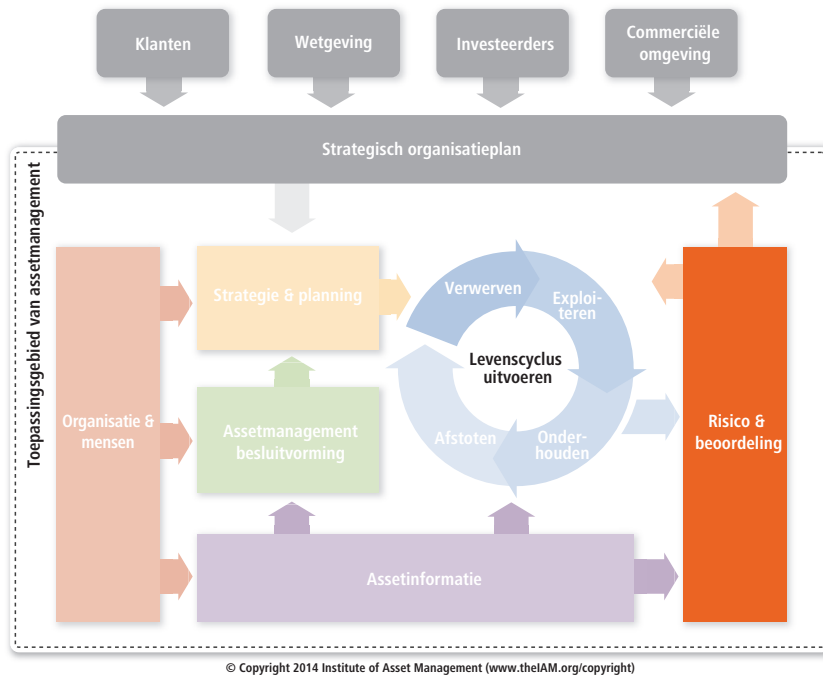 Klanten
Wetgeving
Investeerders
Commerciële
omgeving
Strategisch organisatieplan
Toepassingsgebied van assetmanagement
Organisatie &
mensen
Strategie & planning
Assetmanagement
besluitvorming
Verwerven
Exploi-
teren
Levenscyclus
uitvoeren
Afstoten
Onder-
houden
Risico &
beoordeling
Assetinformatie
© Copyright 2014 Institute of Asset Management (www.theIAM.org/copyright)